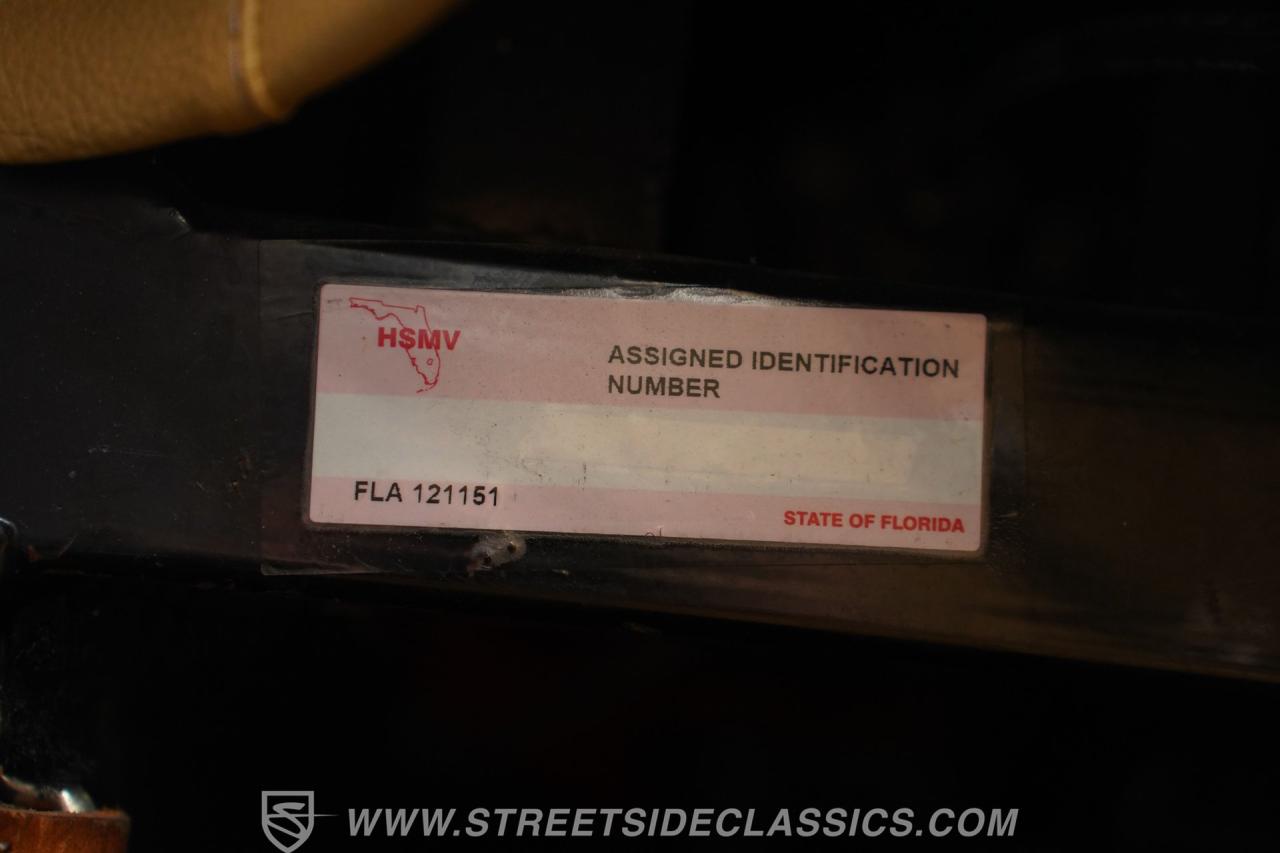 HSMV
ASSIGNED IDENTIFICATION
NUMBER
FLA 121151
STATE OF FLORIDA
WWW.STREETSIDECLASSICS.COM